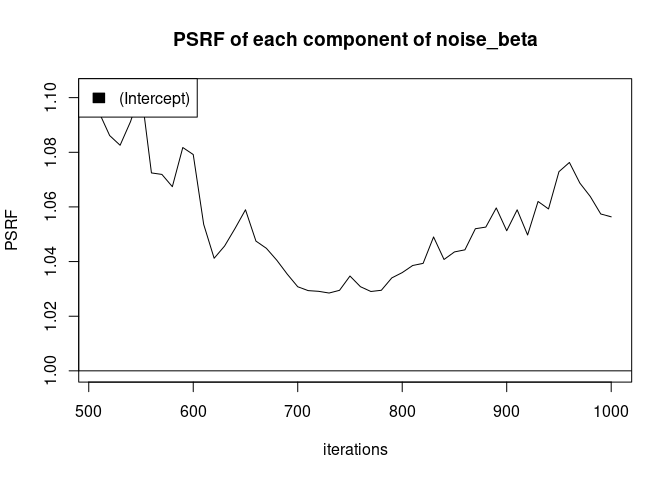 PSRF of each component of noise_beta
(Intercept)
PSRF
1.10
1.08
1.06
1.04
1.02
1.00
500 600 700 800 900 1000
iterations